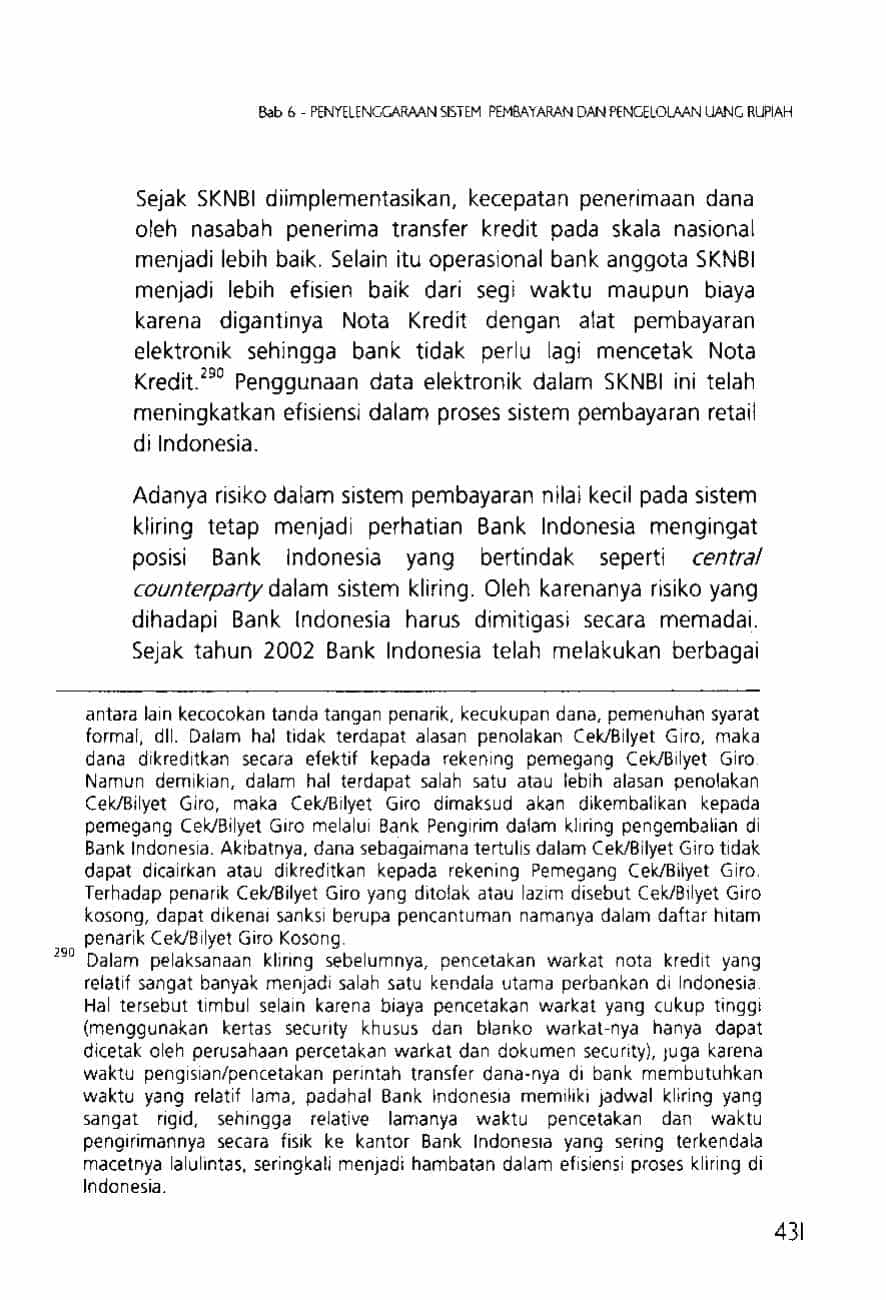 Bab 6 - PENYELENGGARAAN SISTEM PEMBAYARAN DAN PENGELOLAAN UANG RUPIAH
Sejak SKNBI diimplementasikan, kecepatan penerimaan dana
oleh nasabah penerima transfer kredit pada skala nasional
menjadi lebih baik. Selain itu operasional bank anggota SKNBI
menjadi lebih efisien baik dari segi waktu maupun biaya
karena digantinya Nota Kredit dengan alat pembayaran
elektronik sehingga bank tidak perlu lagi mencetak Nota
Kredit.290 Penggunaan data elektronik dalam SKNBI ini telah
meningkatkan efisiensi dalam proses sistem pembayaran retail
di Indonesia.
Adanya risiko dalam sistem pembayaran nilai kecil pada sistem
kliring tetap menjadi perhatian Bank Indonesia mengingat
posisi Bank Indonesia yang bertindak seperti central
counterparty dalam sistem kliring. Oleh karenanya risiko yang
dihadapi Bank Indonesia harus dimitigasi secara memadai.
Sejak tahun 2002 Bank Indonesia telah melakukan berbagai
antara lain kecocokan tanda tangan penarik, kecukupan dana, pemenuhan syarat
formal, dll. Dalam hal tidak terdapat alasan penolakan Cek/Bilyet Giro, maka
dana dikreditkan secara efektif kepada rekening pemegang Cek/Bilyet Giro.
Namun demikian, dalam hal terdapat salah satu atau lebih alasan penolakan
Cek/Bilyet Giro, maka Cek/Bilyet Giro dimaksud akan dikembalikan kepada
pemegang Cek/Bilyet Giro melalui Bank Pengirim dalam kliring pengembalian di
Bank Indonesia. Akibatnya, dana sebagaimana tertulis dalam Cek/Bilyet Giro tidak
dapat dicairkan atau dikreditkan kepada rekening Pemegang Cek/Bilyet Giro.
Terhadap penarik Cek/Bilyet Giro yang ditolak atau lazim disebut Cek/Bilyet Giro
kosong, dapat dikenai sanksi berupa pencantuman namanya dalam daftar hitam
penarik Cek/Bilyet Giro Kosong.
290 Dalam pelaksanaan kliring sebelumnya, pencetakan warkat nota kredit yang
relatif sangat banyak menjadi salah satu kendala utama perbankan di Indonesia.
Hal tersebut timbul selain karena biaya pencetakan warkat yang cukup tinggi
(menggunakan kertas security khusus dan blanko warkat-nya hanya dapat
dicetak oleh perusahaan percetakan warkat dan dokumen security), juga karena
waktu pengisian/pencetakan perintah transfer dana-nya di bank membutuhkan
waktu yang relatif lama, padahal Bank Indonesia memiliki jadwal kliring yang
sangat rigid, sehingga relative lamanya waktu pencetakan dan waktu
pengirimannya secara fisik ke kantor Bank Indonesia yang sering terkendala
macetnya lalulintas, seringkali menjadi hambatan dalam efisiensi proses kliring di
Indonesia.
431